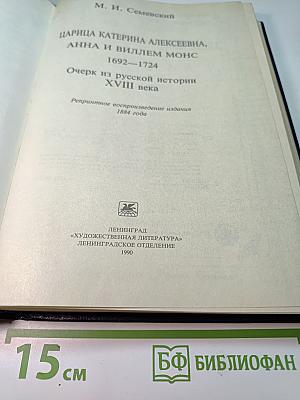 М. И. Семевский
ЦАРИЦА КАТЕРИНА АЛЕКСЕЕВНА,
АННА И ВИЛЛЕМ МОНС
1692—1724
Очерк из русской истории
XVIII века
Репринтное воспроизведение издания
1884 года
ЛЕНИНГРАД
«ХУДОЖЕСТВЕННАЯ ЛИТЕРАТУРА»
ЛЕНИНГРАДСКОЕ ОТДЕЛЕНИЕ
1990
15 см
БФ БИБЛИОФАН